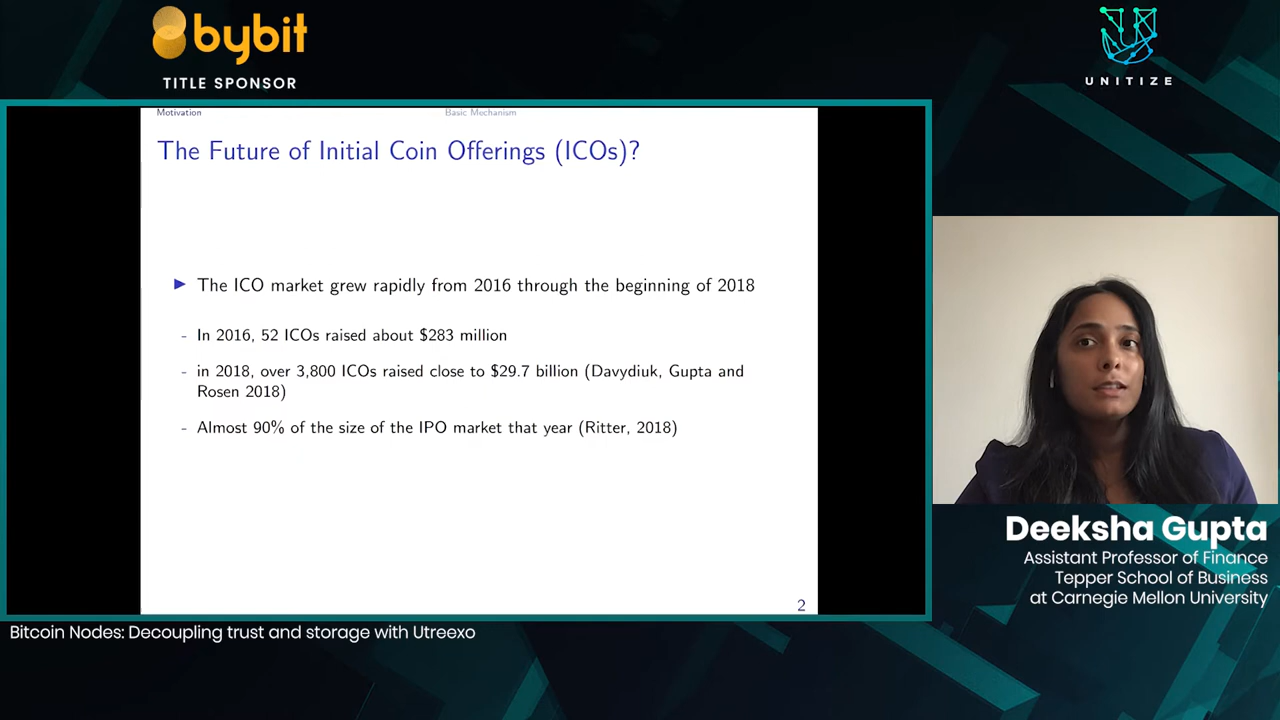 bybit
TITLE SPONSOR
UNITIZE
Motivation
Basic Mechanism
The Future of Initial Coin Offerings (ICOs)?
The ICO market grew rapidly from 2016 through the beginning of 2018
- In 2016, 52 ICOs raised about $283 million
- in 2018, over 3,800 ICOs raised close to $29.7 billion (Davydiuk, Gupta and
Rosen 2018)
- Almost 90% of the size of the IPO market that year (Ritter, 2018)
2
Deeksha Gupta
Assistant Professor of Finance
Tepper School of Business
at Carnegie Mellon University
Bitcoin Nodes: Decoupling trust and storage with Utreexo